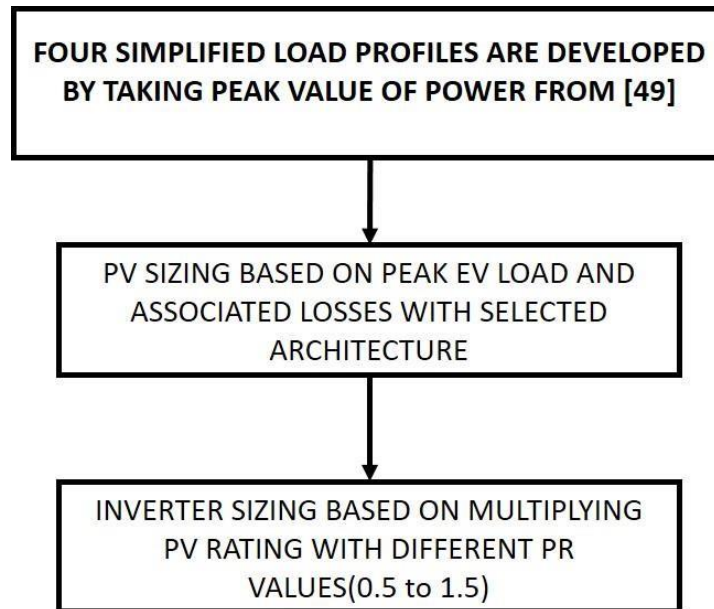 FOUR SIMPLIFIED LOAD PROFILES ARE DEVELOPED
BY TAKING PEAK VALUE OF POWER FROM [49]
PV SIZING BASED ON PEAK EV LOAD AND
ASSOCIATED LOSSES WITH SELECTED
ARCHITECTURE
INVERTER SIZING BASED ON MULTIPLYING
PV RATING WITH DIFFERENT PR
VALUES(0.5 to 1.5)